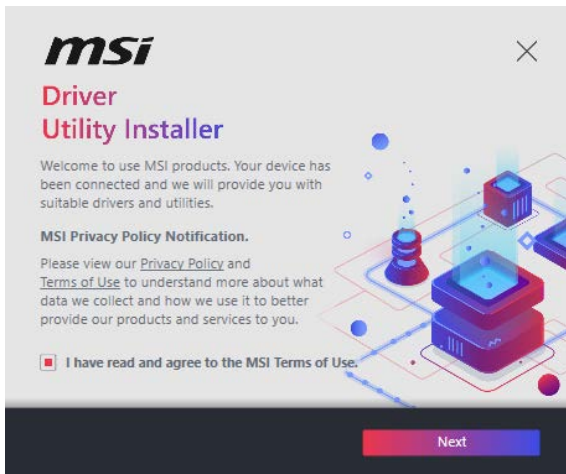 msi
Driver
Utility Installer
Welcome to use MSI products. Your device has
been connected and we will provide you with
suitable drivers and utilities.
MSI Privacy Policy Notification.
Please view our Privacy Policy and
Terms of Use to understand more about what
data we collect and how we use it to better
provide our products and services to you.
I have read and agree to the MSI Terms of Use.
Next